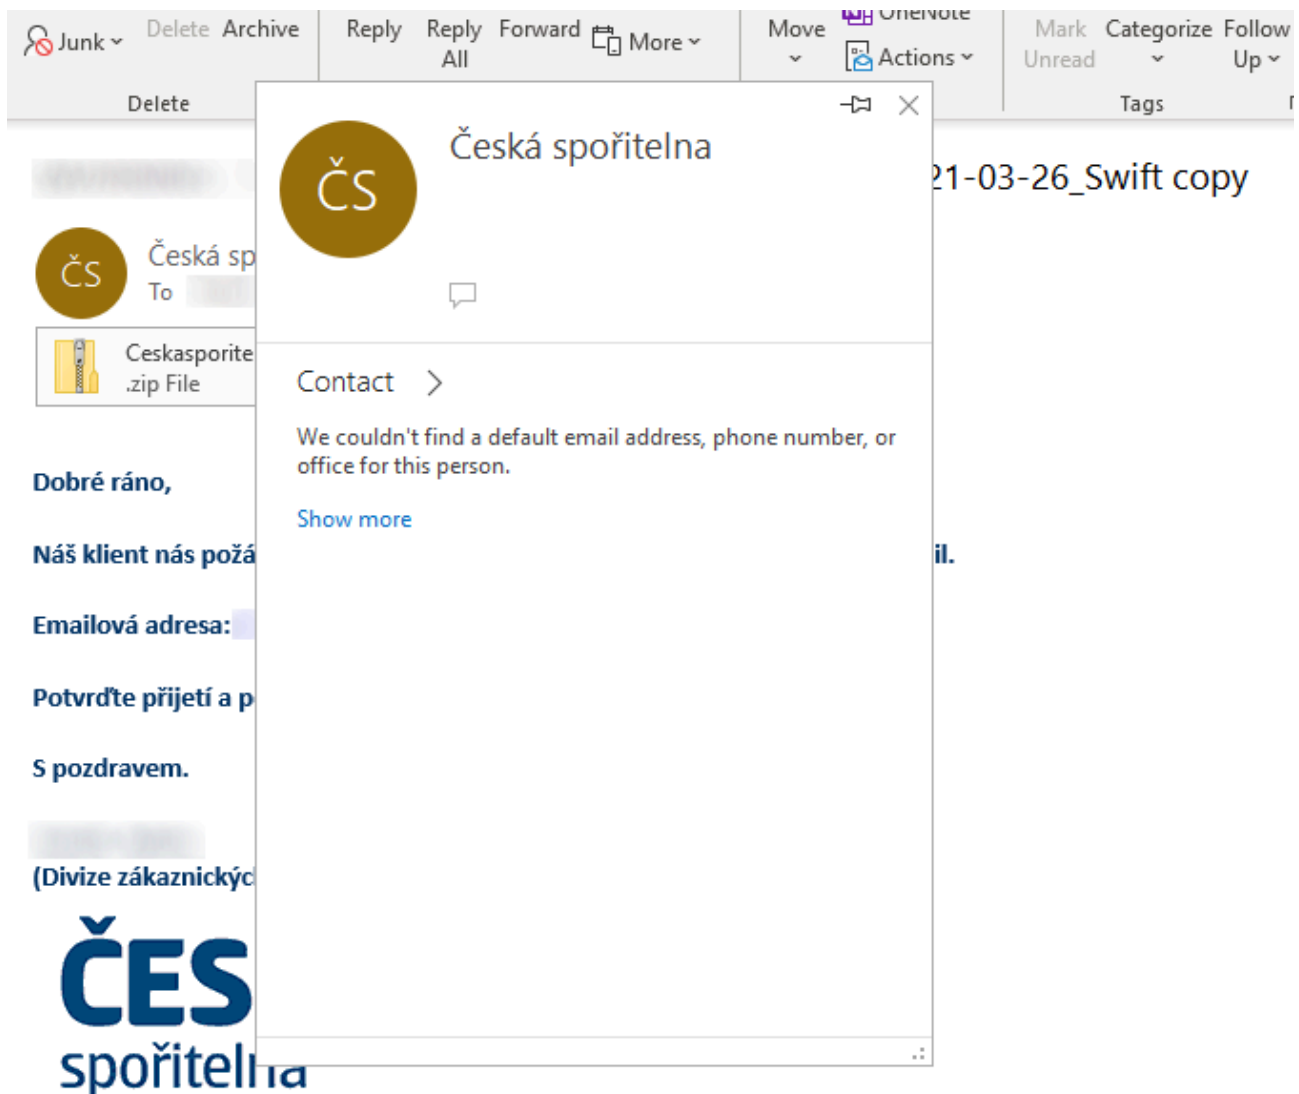 Junk
Delete
Archive
Reply
Reply All
Forward
More
Move
OneNote
Actions
Mark Unread
Categorize
Follow Up
Delete
Tags
21-03-26_Swift copy
ČS
Česká sp
To
Ceskasporite
.zip File
ČS
Česká spořitelna
Contact
We couldn't find a default email address, phone number, or
office for this person.
Show more
Dobré ráno,
Náš klient nás požá
il.
Emailová adresa:
Potvrďte přijetí a p
S pozdravem.
(Divize zákaznickýc
ČES
spořitelna